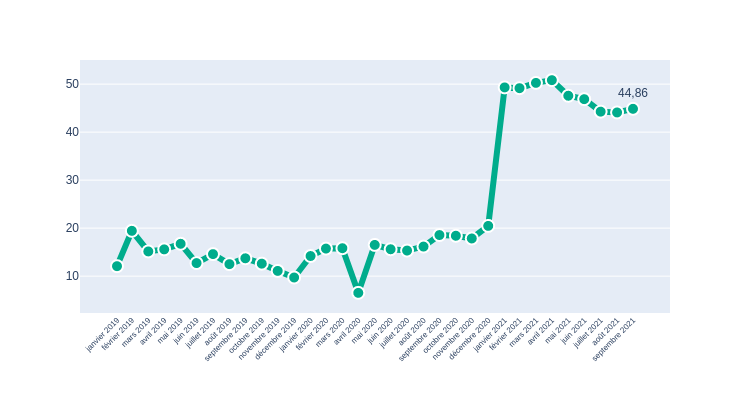 50
40
30
20
10
44,86
janvier 2019
février 2019
mars 2019
avril 2019
mai 2019
juin 2019
juillet 2019
août 2019
septembre 2019
octobre 2019
novembre 2019
décembre 2019
janvier 2020
février 2020
mars 2020
avril 2020
mai 2020
juin 2020
juillet 2020
août 2020
septembre 2020
octobre 2020
novembre 2020
décembre 2020
janvier 2021
février 2021
mars 2021
avril 2021
mai 2021
juin 2021
juillet 2021
août 2021
septembre 2021